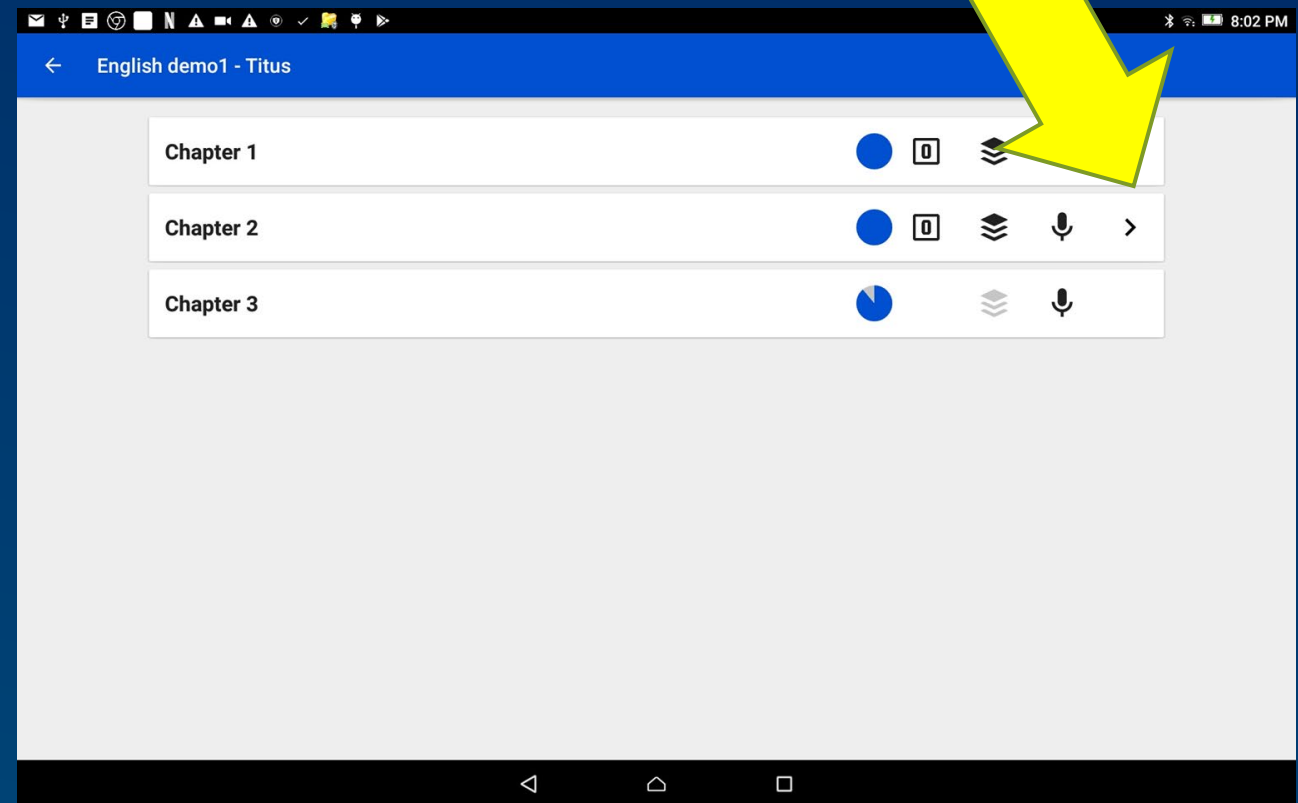 8:02 PM
English demo1 - Titus
Chapter 1
0
Chapter 2
0
Chapter 3